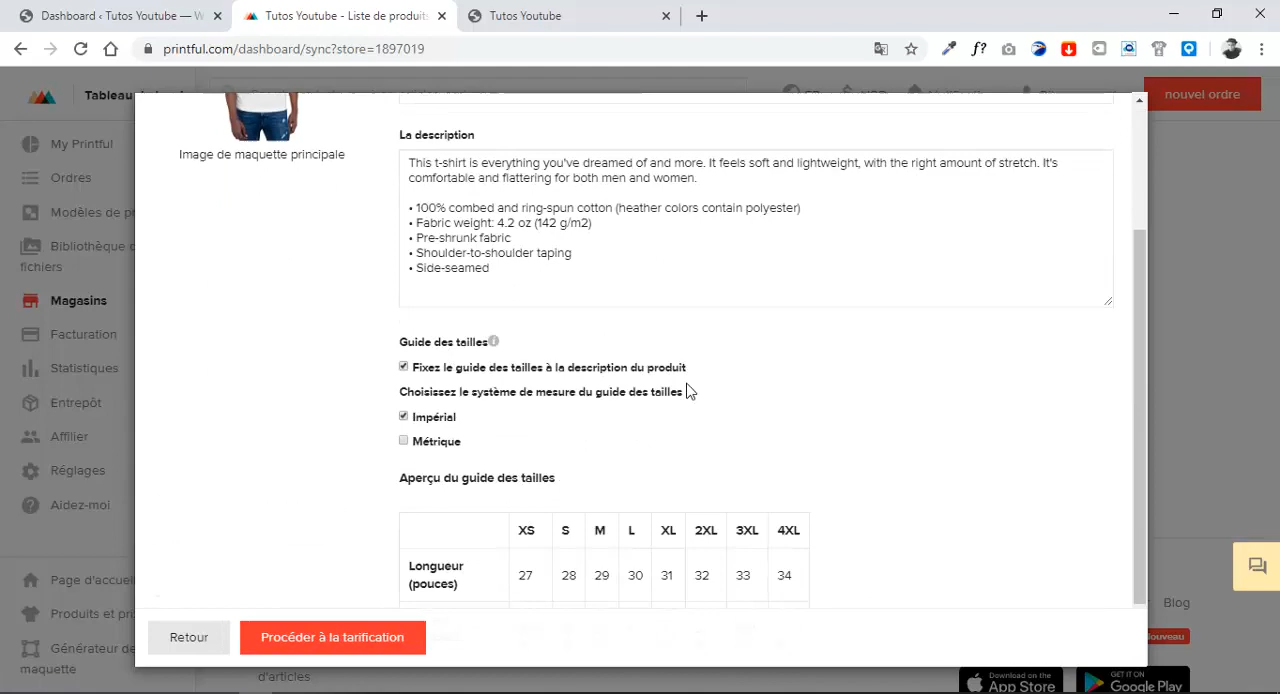 Dashboard ‹ Tutos Youtube — W
Tutos Youtube - Liste de produits
Tutos Youtube
printful.com/dashboard/sync?store=1897019
nouvel ordre
My Printful
Ordres
Modèles de
Bibliothèque
fichiers
Magasins
Facturation
Statistiques
Entrepôt
Affilier
Réglages
Aidez-moi
Page d'accueil
Produits et
Générateur de
maquette
Image de maquette principale
La description
This t-shirt is everything you've dreamed of and more. It feels soft and lightweight, with the right amount of stretch. It's
comfortable and flattering for both men and women.
• 100% combed and ring-spun cotton (heather colors contain polyester)
• Fabric weight: 4.2 oz (142 g/m2)
• Pre-shrunk fabric
• Shoulder-to-shoulder taping
• Side-seamed
Guide des tailles
Fixez le guide des tailles à la description du produit
Choisissez le système de mesure du guide des tailles
Impérial
Métrique
Aperçu du guide des tailles
XS S M L XL 2XL 3XL 4XL
Longueur
(pouces)
27 28 29 30 31 32 33 34
Retour
Procéder à la tarification
d'articles
Blog
Download on the
App Store
GET IT ON
Google Play